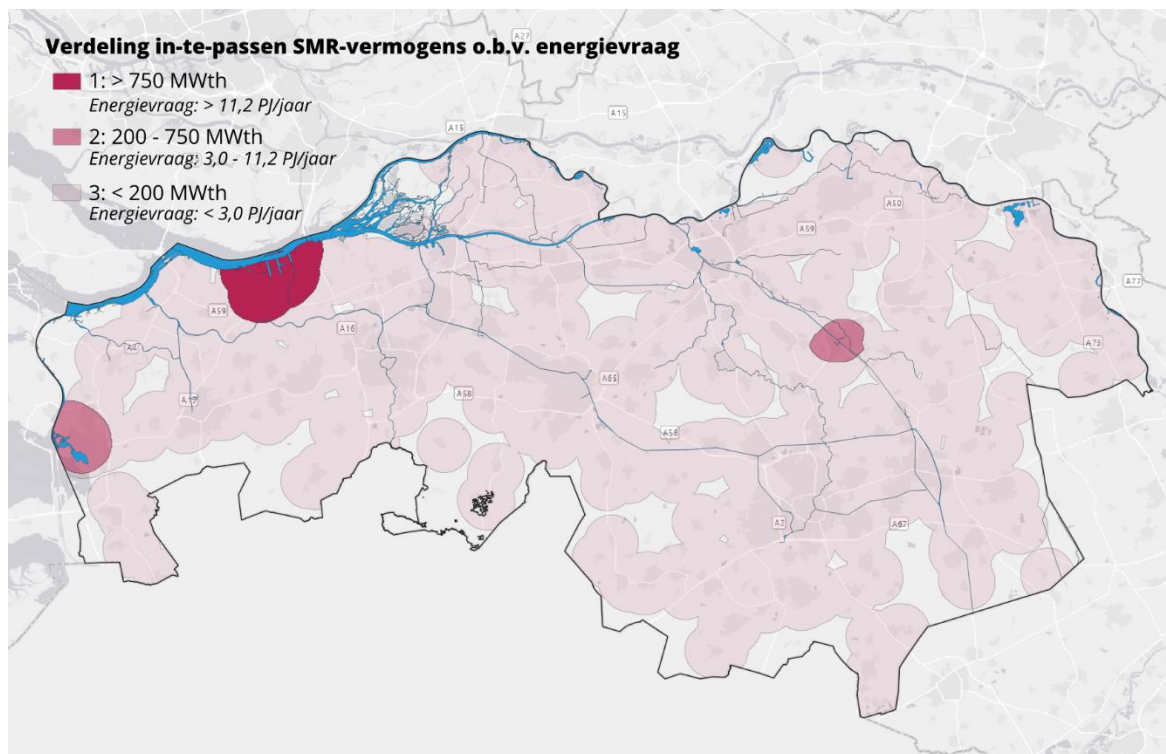 Verdeling in-te-passen SMR-vermogens o.b.v. energievraag
1: > 750 MWth
Energievraag: > 11,2 PJ/jaar
2: 200 - 750 MWth
Energievraag: 3,0 - 11,2 PJ/jaar
3: < 200 MWth
Energievraag: < 3,0 PJ/jaar
A27
A15
A15
A50
A59
A77
A59
A16
A4
A73
A65
A17
A58
A58
A2
A67